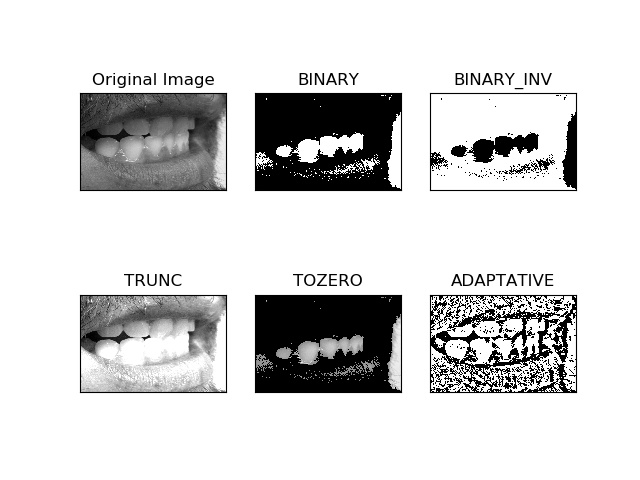 Original Image
BINARY
BINARY_INV
TRUNC
TOZERO
ADAPTATIVE